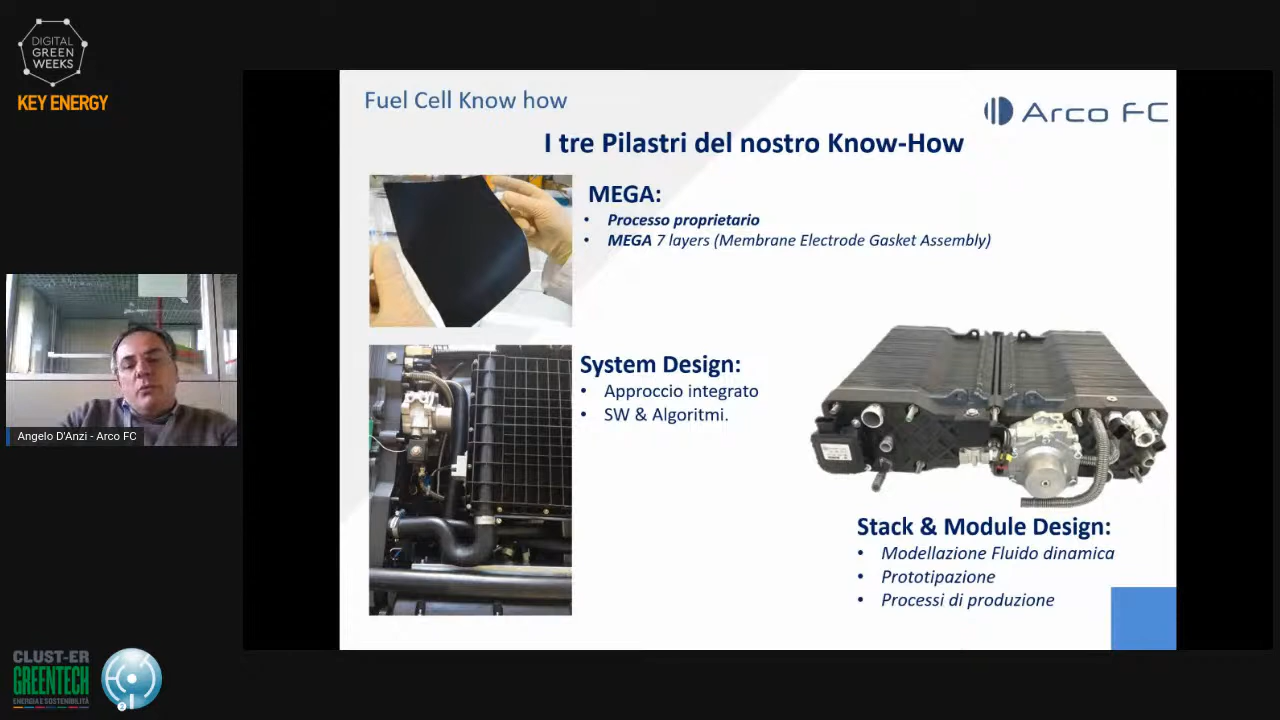 DIGITAL
GREEN
WEEKS
KEY ENERGY
Fuel Cell Know how
Arco FC
I tre Pilastri del nostro Know-How
MEGA:
• Processo proprietario
• MEGA 7 layers (Membrane Electrode Gasket Assembly)
System Design:
• Approccio integrato
• SW & Algoritmi.
Stack & Module Design:
• Modellazione Fluido dinamica
• Prototipazione
• Processi di produzione
Angelo D'Anzi - Arco FC
CLUST-ER
GREENTECH
ENERGIA E SOSTENIBILITÀ
2